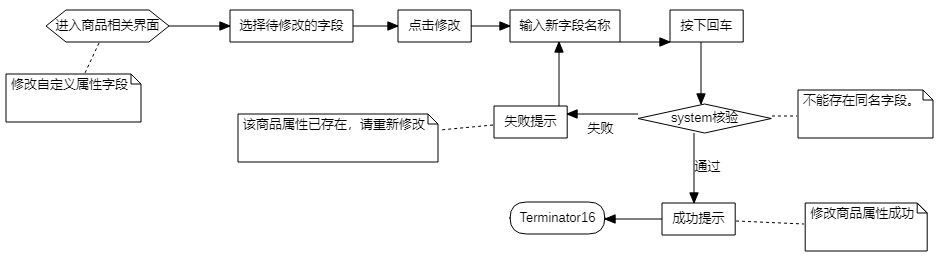 进入商品相关界面
选择待修改的字段
点击修改
输入新字段名称
按下回车
修改自定义属性字段
不能存在同名字段。
该商品属性已存在，请重新修改
失败提示
失败
system核验
通过
Terminator16
成功提示
修改商品属性成功